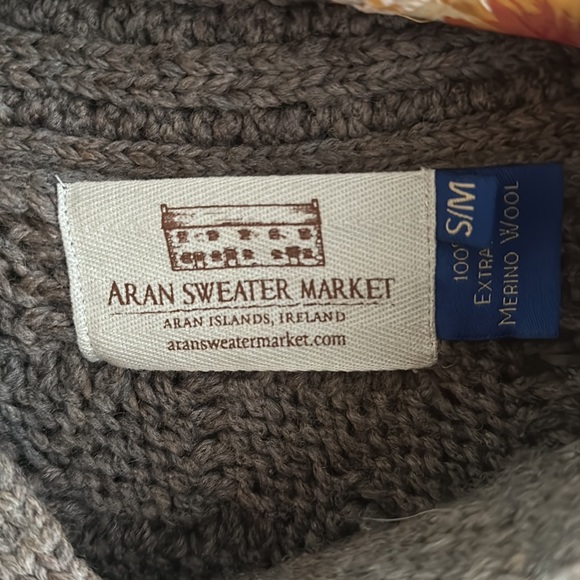 ARAN SWEATER MARKET
ARAN ISLANDS, IRELAND
aransweatermarket.com
S/M
100
EXTRA
MERINO WOOL